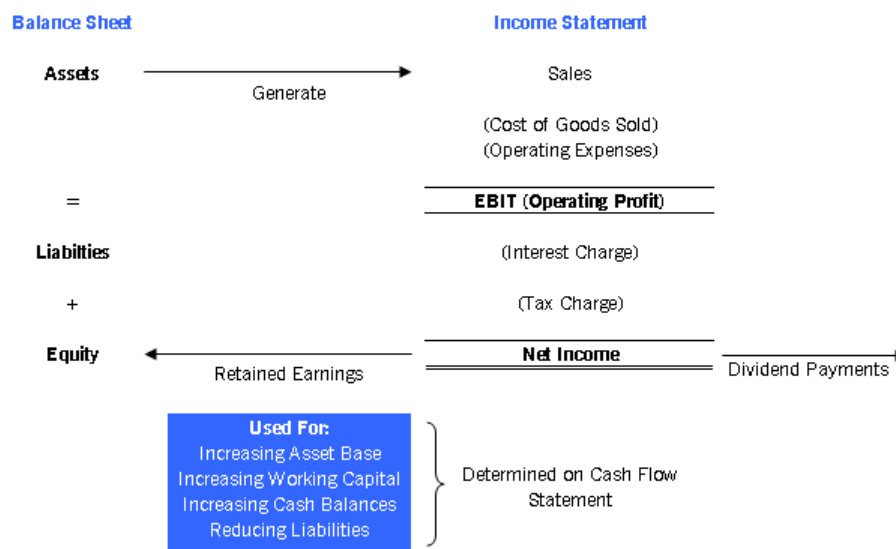 Balance Sheet
Income Statement
Assets
Generate
Sales
(Cost of Goods Sold)
(Operating Expenses)
=
EBIT (Operating Profit)
Liabilties
(Interest Charge)
+
(Tax Charge)
Equity
Retained Earnings
Net Income
Dividend Payments
Used For:
Increasing Asset Base
Increasing Working Capital
Increasing Cash Balances
Reducing Liabilities
Determined on Cash Flow
Statement